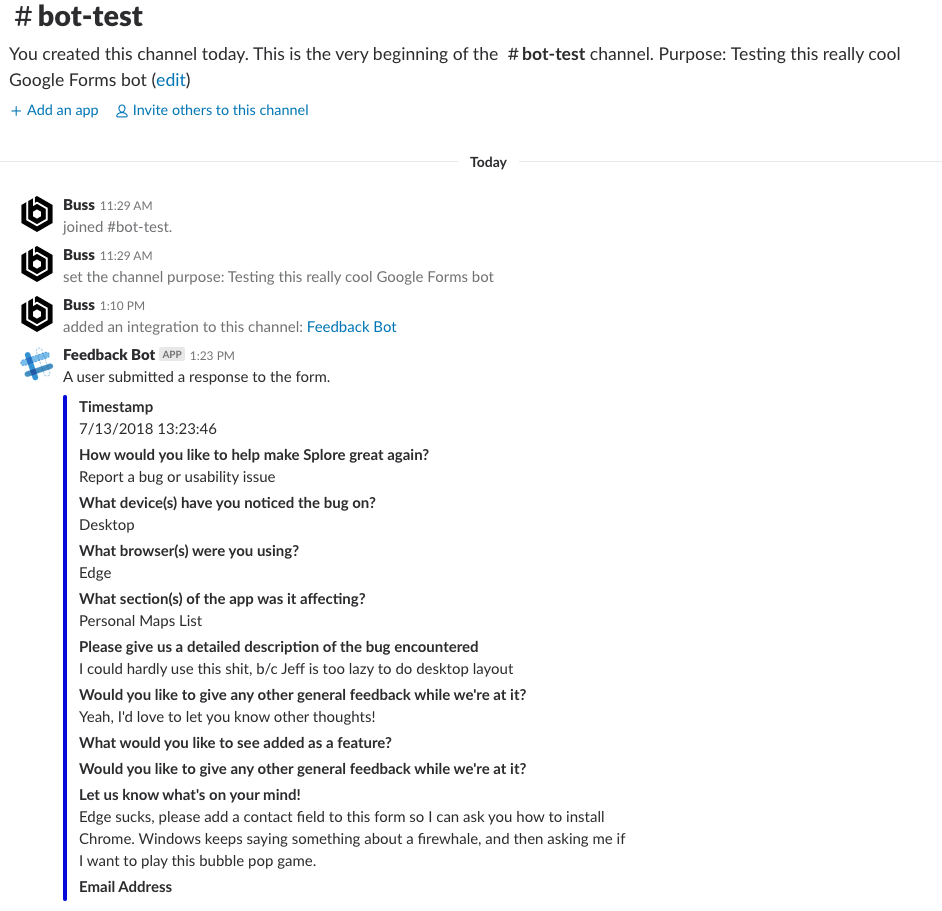 # bot-test
You created this channel today. This is the very beginning of the # bot-test channel. Purpose: Testing this really cool
Google Forms bot (edit)
+ Add an app Invite others to this channel
Today
Buss 11:29 AM
joined #bot-test.
Buss 11:29 AM
set the channel purpose: Testing this really cool Google Forms bot
Buss 1:10 PM
added an integration to this channel: Feedback Bot
Feedback Bot APP 1:23 PM
A user submitted a response to the form.
Timestamp
7/13/2018 13:23:46
How would you like to help make Splore great again?
Report a bug or usability issue
What device(s) have you noticed the bug on?
Desktop
What browser(s) were you using?
Edge
What section(s) of the app was it affecting?
Personal Maps List
Please give us a detailed description of the bug encountered
I could hardly use this shit, b/c Jeff is too lazy to do desktop layout
Would you like to give any other general feedback while we're at it?
Yeah, I'd love to let you know other thoughts!
What would you like to see added as a feature?
Would you like to give any other general feedback while we're at it?
Let us know what's on your mind!
Edge sucks, please add a contact field to this form so I can ask you how to install
Chrome. Windows keeps saying something about a firewhale, and then asking me if
I want to play this bubble pop game.
Email Address